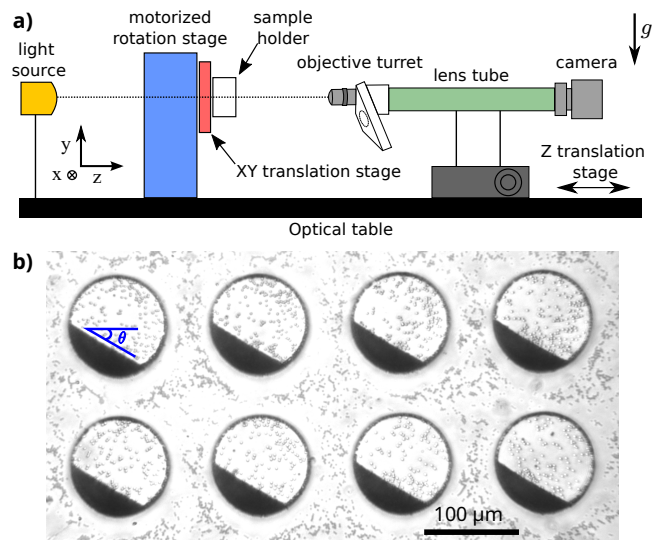 a)
light
source
motorized
rotation stage
sample
holder
objective turret
lens tube
camera
g
y
x
z
XY translation stage
Z translation
stage
Optical table
b)
θ
100 µm